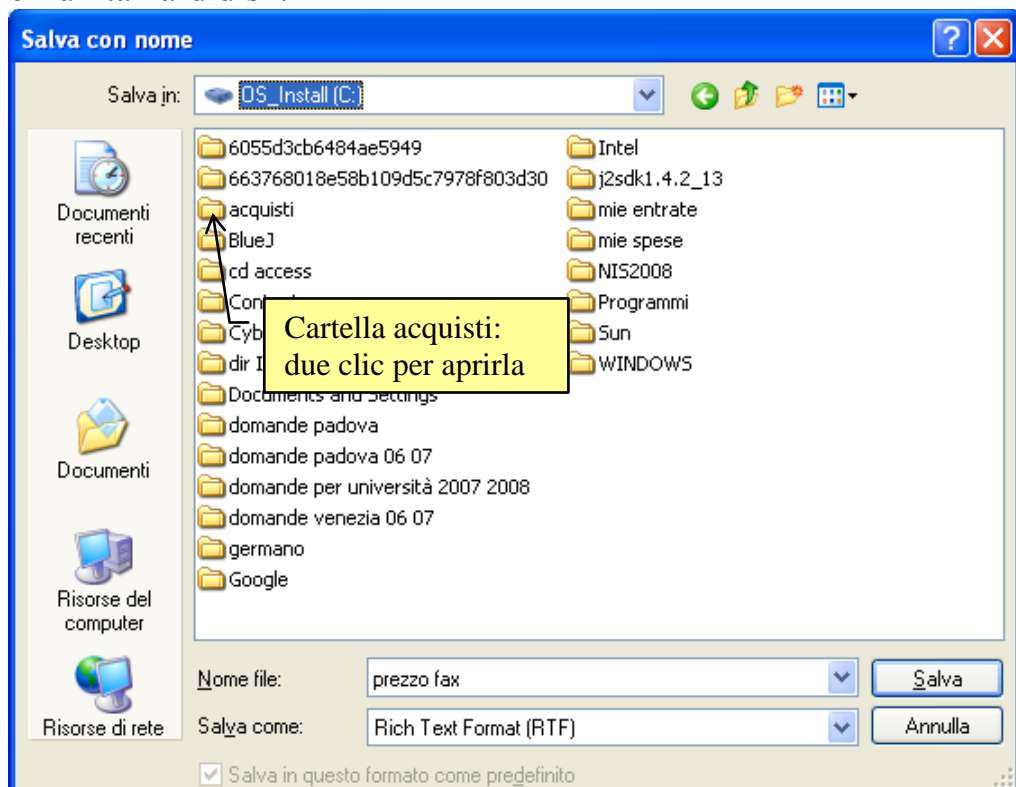 Salva con nome
Salva in:
OS_Install (C:)
Documenti
recenti
Desktop
Documenti
Risorse del
computer
Risorse di rete
6055d3cb6484ae5949
663768018e58b109d5c7978f803d30
acquisti
BlueJ
cd access
dir
Documents and Settings
domande padova
domande padova 06 07
domande per università 2007 2008
domande venezia 06 07
germano
Google
Intel
j2sdk1.4.2_13
mie entrate
mie spese
NIS2008
Programmi
Sun
WINDOWS
Cartella acquisti:
due clic per aprirla
Nome file:
prezzo fax
Salva
Salva come:
Rich Text Format (RTF)
Annulla
Salva in questo formato come predefinito